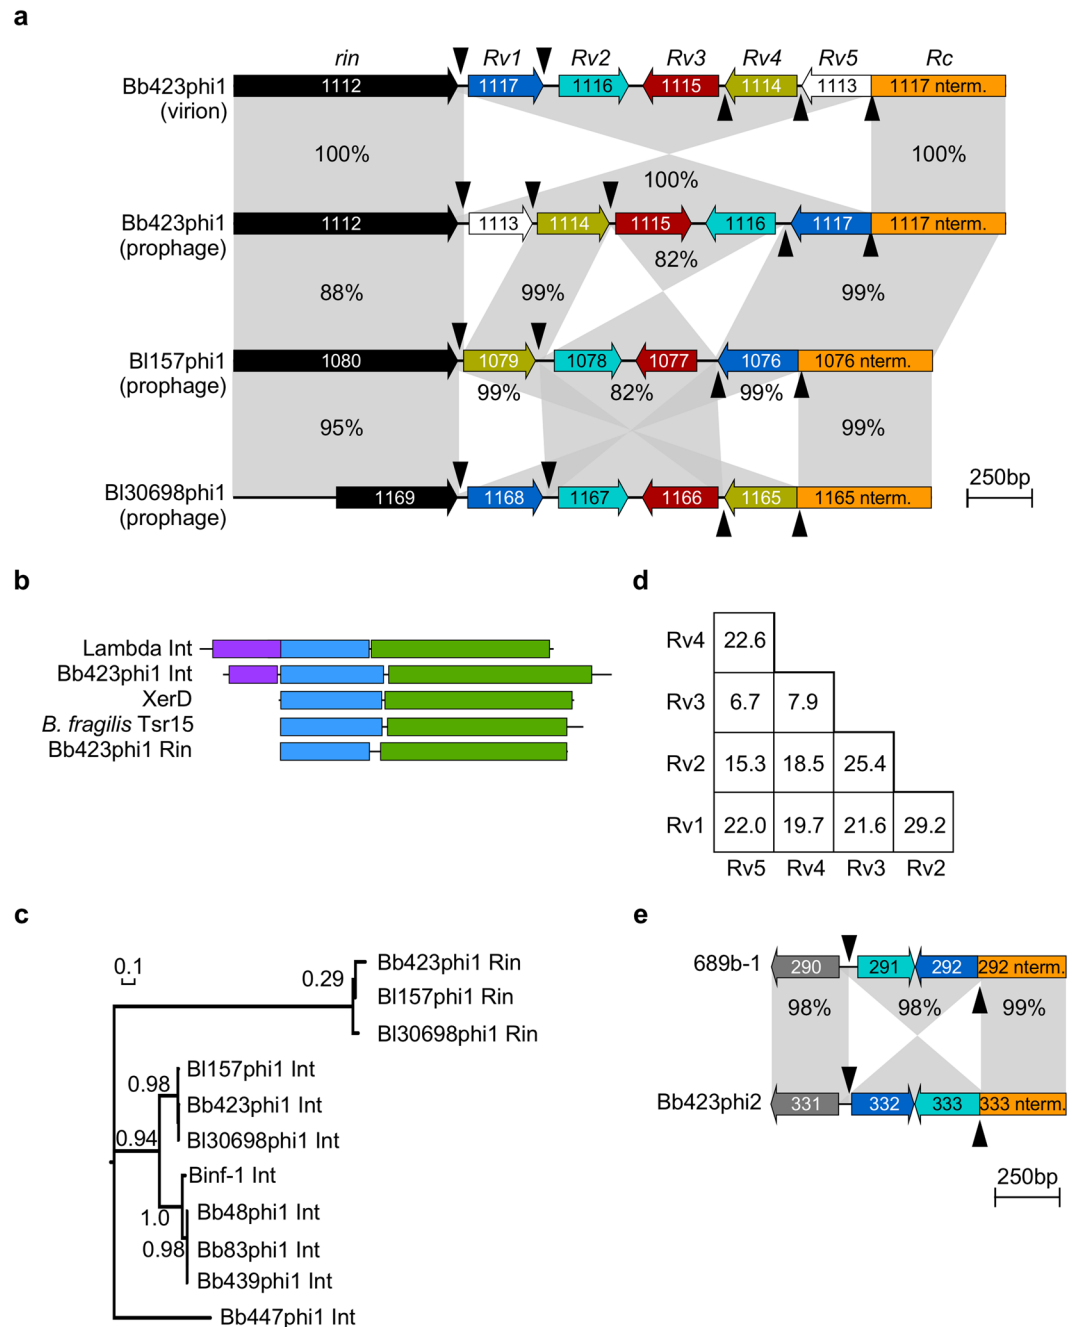 a
rin Rv1 Rv2 Rv3 Rv4 Rv5 Rc
Bb423phi1
(virion)
1112 1117 1116 1115 1114 1113 1117 nterm.
100% 100% 100%
Bb423phi1
(prophage)
1112 1113 1114 1115 1116 1117 1117 nterm.
88% 99% 82% 99%
Bl157phi1
(prophage)
1080 1079 1078 1077 1076 1076 nterm.
95% 99% 82% 99% 99%
Bl30698phi1
(prophage)
1169 1168 1167 1166 1165 1165 nterm.
250bp
b
Lambda Int
Bb423phi1 Int
XerD
B. fragilis Tsr15
Bb423phi1 Rin
d
Rv4 22.6
Rv3 6.7 7.9
Rv2 15.3 18.5 25.4
Rv1 22.0 19.7 21.6 29.2
Rv5 Rv4 Rv3 Rv2
c
0.1
0.29
Bb423phi1 Rin
Bl157phi1 Rin
Bl30698phi1 Rin
0.98
Bl157phi1 Int
Bb423phi1 Int
0.94
Bl30698phi1 Int
Binf-1 Int
1.0
Bb48phi1 Int
0.98
Bb83phi1 Int
Bb439phi1 Int
Bb447phi1 Int
e
689b-1
290 291 292 292 nterm.
98% 98% 99%
Bb423phi2
331 332 333 333 nterm.
250bp